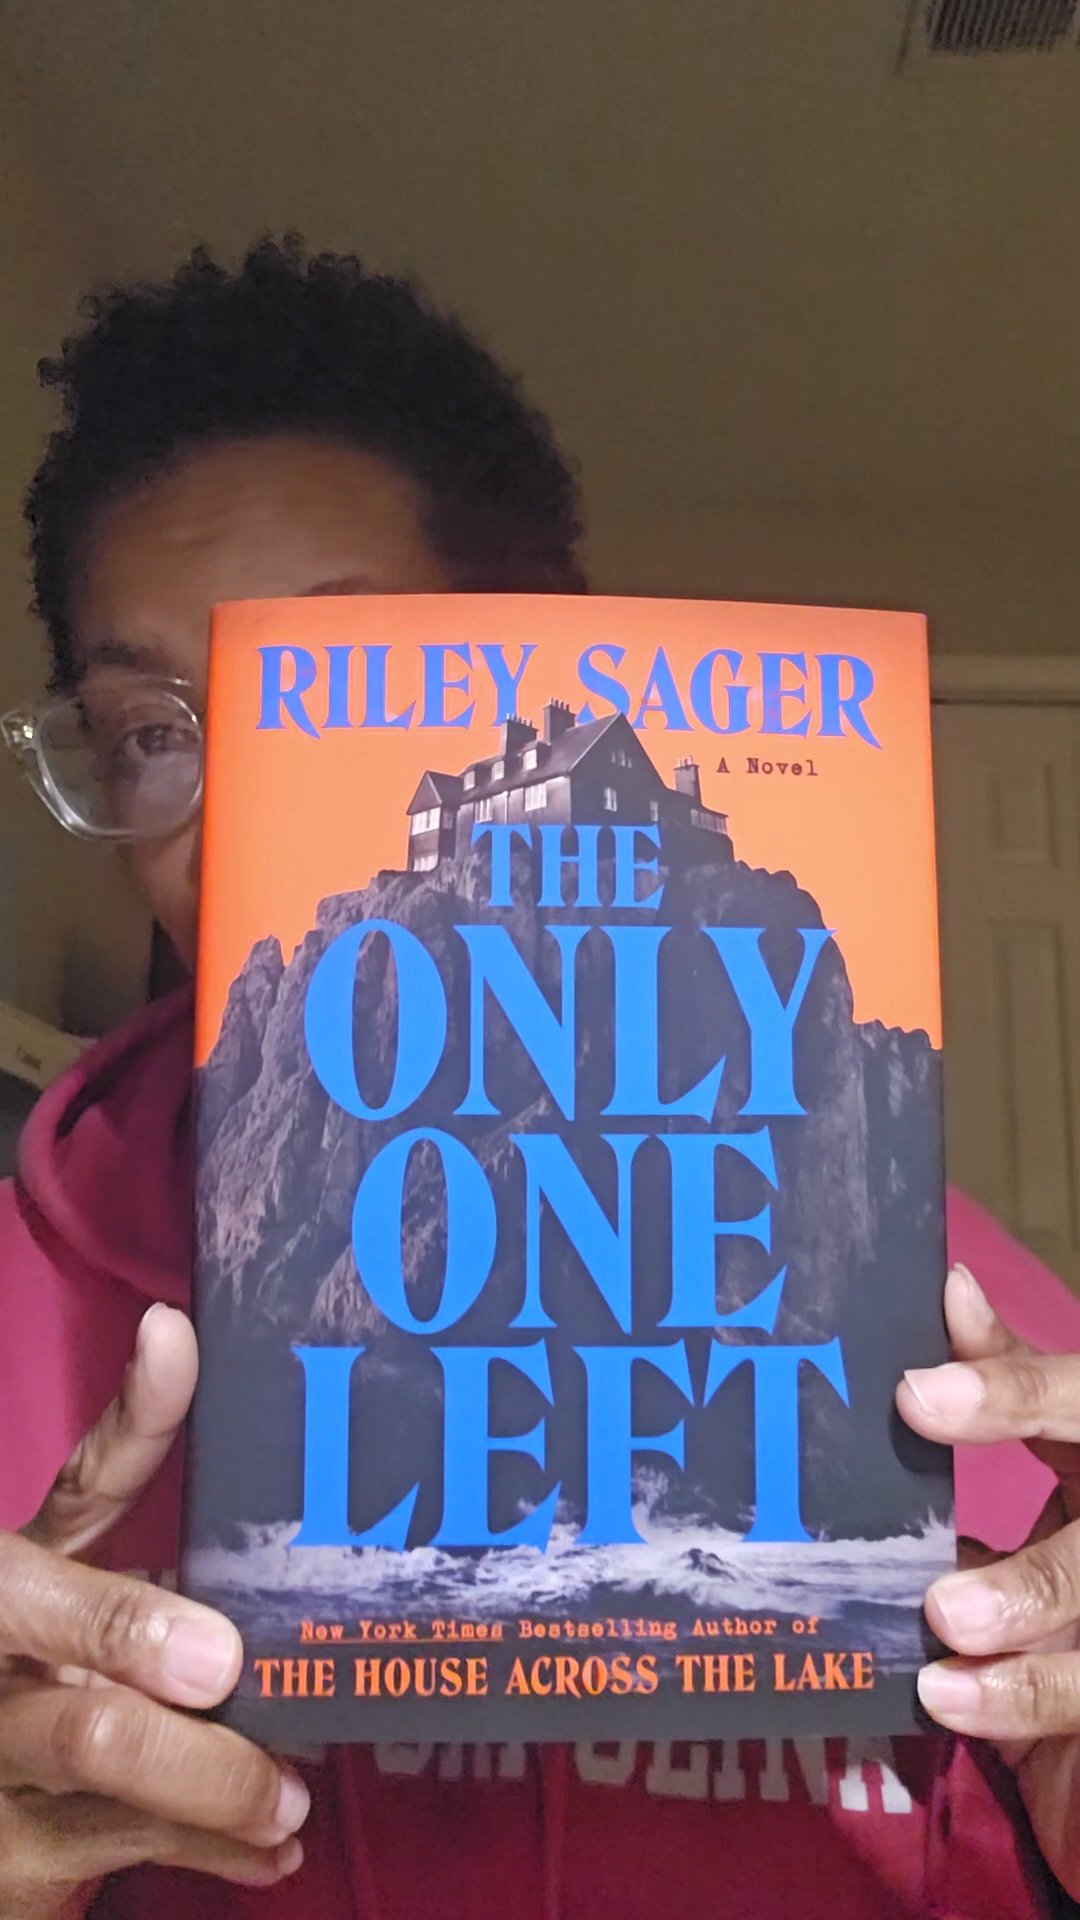 RILEY SAGER
A Novel
THE
ONLY
ONE
LEFT
New York Times Bestselling Author of
THE HOUSE ACROSS THE LAKE